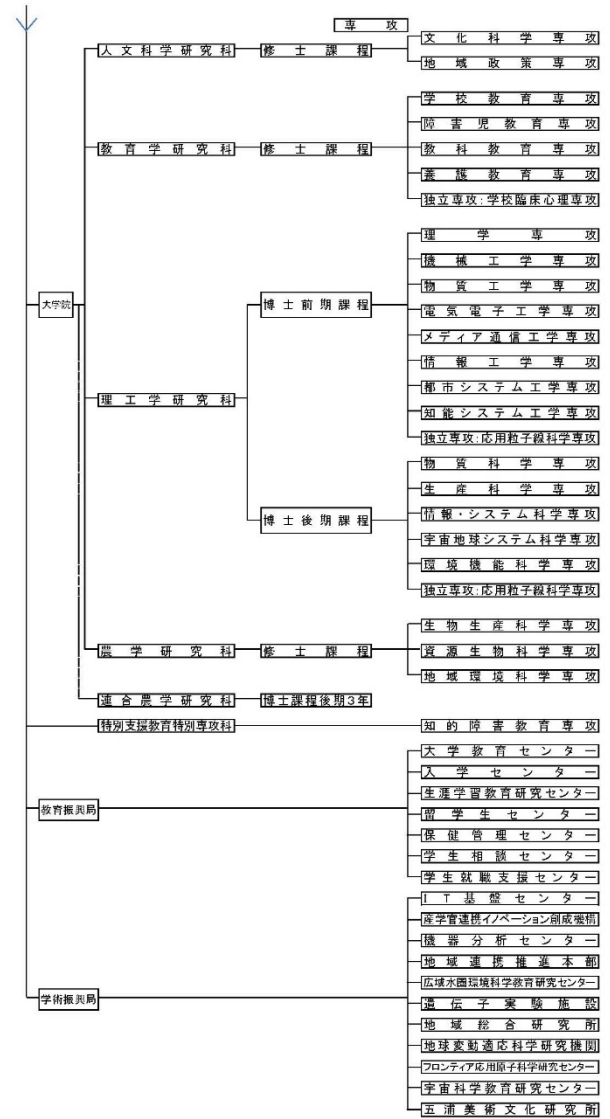 専攻
人文科学研究科
修士課程
文化科学専攻
地域政策専攻
教育学研究科
修士課程
学校教育専攻
障害児教育専攻
教科教育専攻
養護教育専攻
独立専攻:学校臨床心理専攻
大学院
理工学研究科
博士前期課程
理学専攻
機械工学専攻
物質工学専攻
電気電子工学専攻
メディア通信工学専攻
情報工学専攻
都市システム工学専攻
知能システム工学専攻
独立専攻:応用粒子線科学専攻
博士後期課程
物質科学専攻
生産科学専攻
情報・システム科学専攻
宇宙地球システム科学専攻
環境機能科学専攻
独立専攻:応用粒子線科学専攻
農学研究科
修士課程
生物生産科学専攻
資源生物科学専攻
地域環境科学専攻
連合農学研究科
博士課程後期3年
特別支援教育特別専攻科
知的障害教育専攻
教育振興局
大学教育センター
入学センター
生涯学習教育研究センター
留学生センター
保健管理センター
学生相談センター
学生就職支援センター
学術振興局
IT基盤センター
産学官連携イノベーション創成機構
機器分析センター
地域連携推進本部
広域水圏環境科学教育研究センター
遺伝子実験施設
地域総合研究所
地球変動適応科学研究機関
フロンティア応用原子科学研究センター
宇宙科学教育研究センター
五浦美術文化研究所